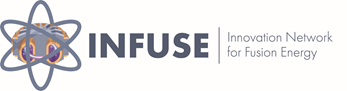 INFUSE
Innovation Network
for Fusion Energy